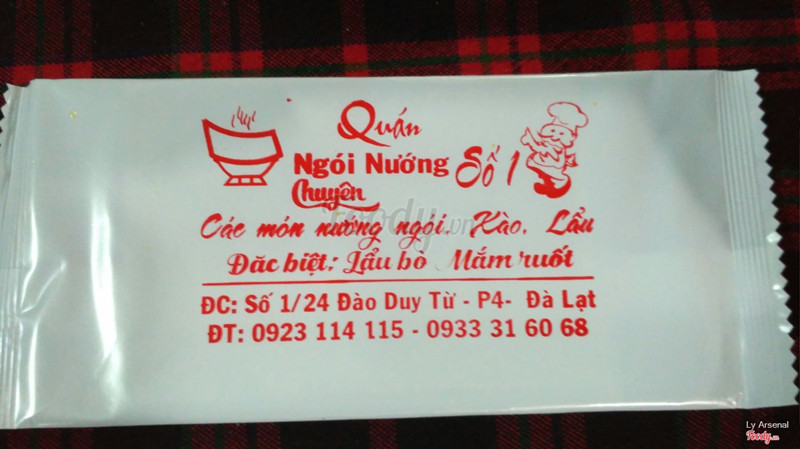 Quán
Ngói Nướng Số 1
Chuyên
Các món nướng ngói, Xào, Lẩu
Đặc biệt: Lẩu bò Mắm ruốt
ĐC: Số 1/24 Đào Duy Từ - P4- Đà Lạt
ĐT: 0923 114 115 - 0933 31 60 68
foody.vn
Ly Arsenal
foody.vn